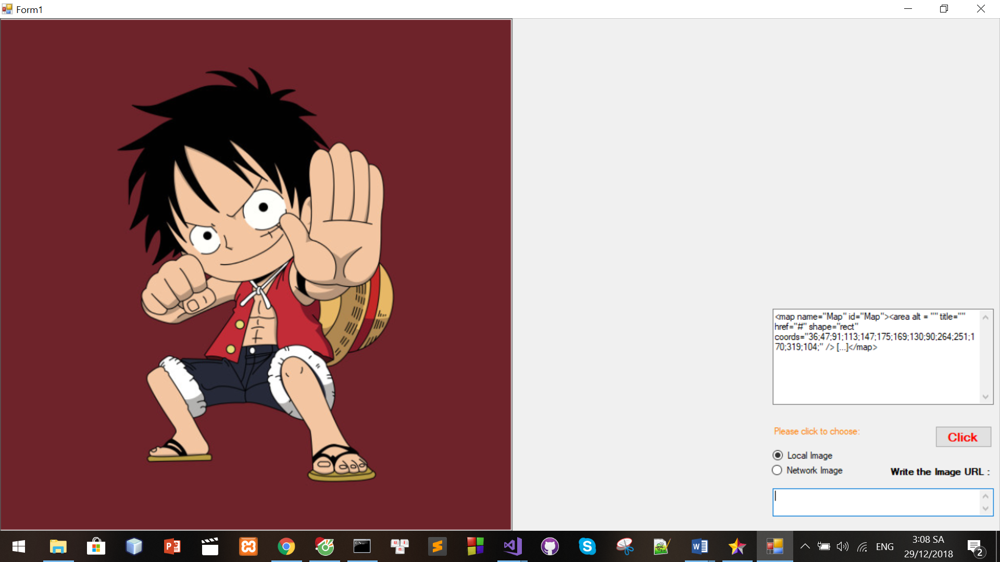 Form1
<map name="Map" id="Map"><area alt = "" title=""
href="#" shape="rect"
coords="36;47;91;113;147;175;169;130;90;264;251;1
70;319;104;" /> [...]</map>
Please click to choose:
Click
Local Image
Network Image
Write the Image URL :
ENG
3:08 SA
29/12/2018
2